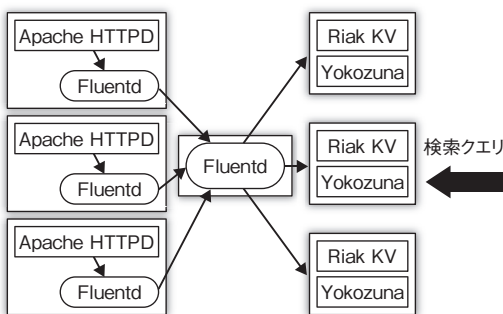 Apache HTTPD
Fluentd
Apache HTTPD
Fluentd
Apache HTTPD
Fluentd
Fluentd
Riak KV
Yokozuna
Riak KV
Yokozuna
検索クエリ
Riak KV
Yokozuna